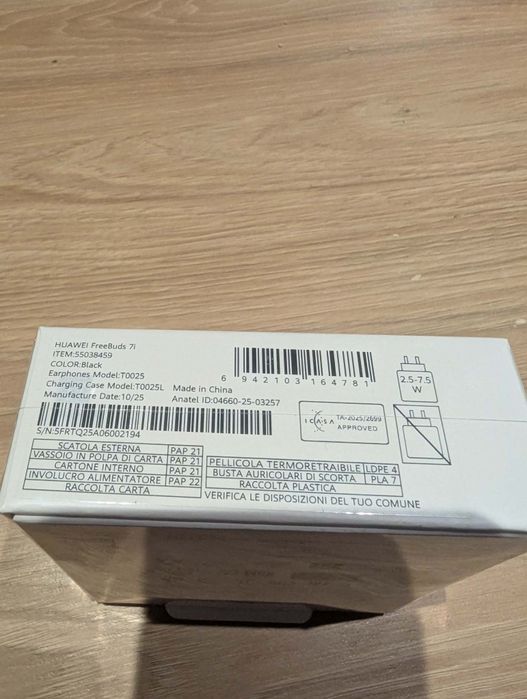 HUAWEI FreeBuds 7i
ITEM:55038459
COLOR:Black
Earphones Model:T0025
Charging Case Model:T0025L Made in China
Manufacture Date:10/25 Anatel ID:04660-25-03257
6 942103 164781
2.5-7.5
W
ICASA TA-2025/2699
APPROVED
S/N:5FRTQ25A06002194
SCATOLA ESTERNA PAP 21
VASSOIO IN POLPA DI CARTA PAP 21
CARTONE INTERNO PAP 21
INVOLUCRO ALIMENTATORE PAP 22
RACCOLTA CARTA
PELLICOLA TERMORETRAIBILE LDPE 4
BUSTA AURICOLARI DI SCORTA PLA 7
RACCOLTA PLASTICA
VERIFICA LE DISPOSIZIONI DEL TUO COMUNE